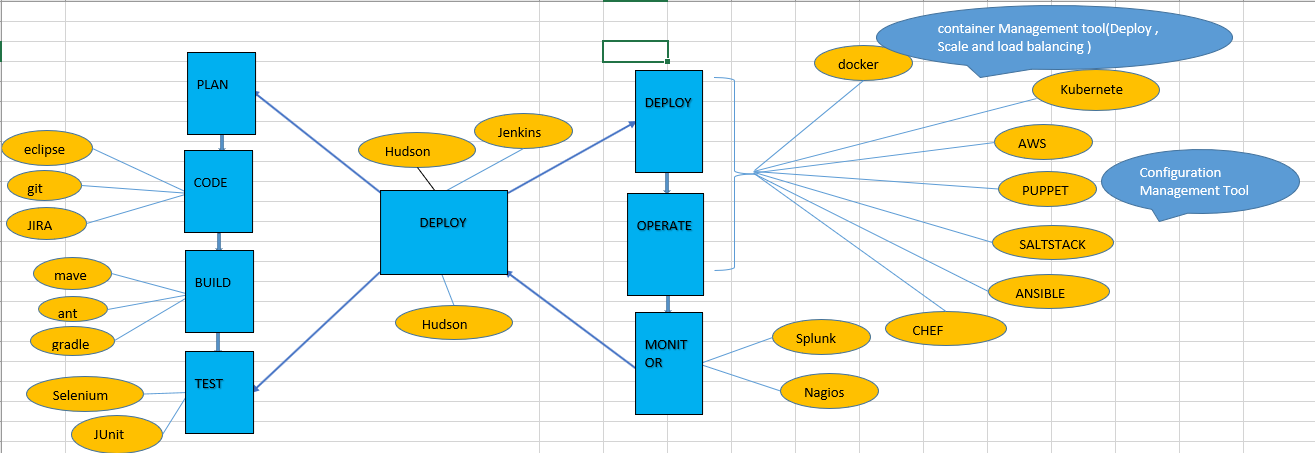 PLAN
eclipse
git
JIRA
CODE
mave
ant
gradle
BUILD
Selenium
JUnit
TEST
Hudson
Jenkins
DEPLOY
Hudson
DEPLOY
OPERATE
MONIT
OR
container Management tool(Deploy ,
Scale and load balancing )
docker
Kubernete
AWS
PUPPET
Configuration
Management Tool
SALTSTACK
ANSIBLE
CHEF
Splunk
Nagios